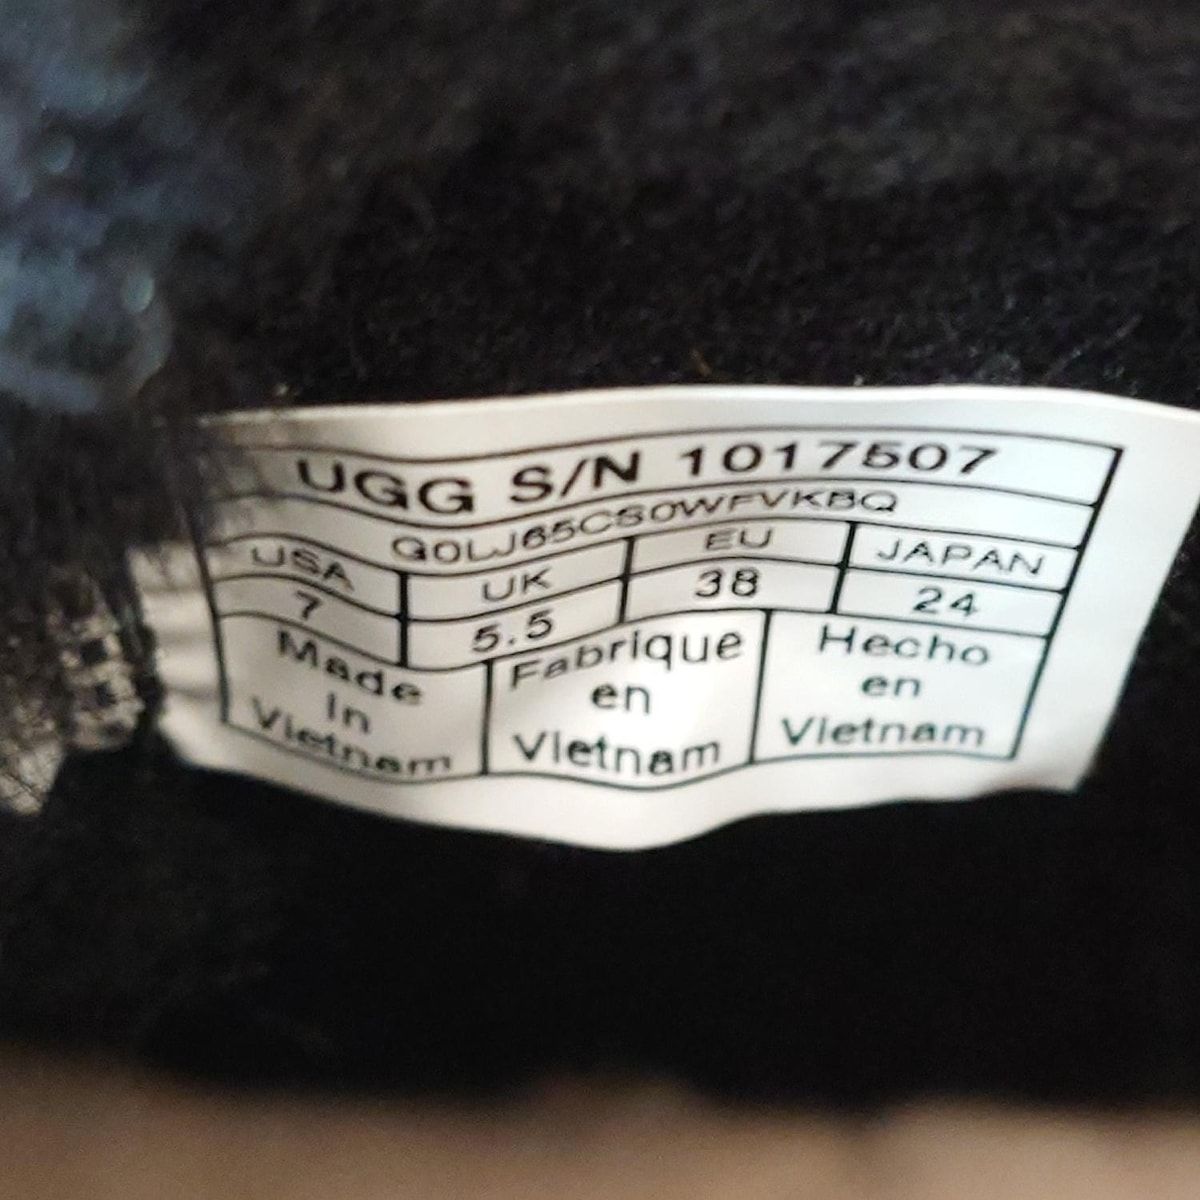 UGG S/N 1017507
G0LJ65CS0WFVKBQ
USA UK EU JAPAN
7 5.5 38 24
Made
in
Vietnam
Fabrique
en
Vietnam
Hecho
en
Vietnam